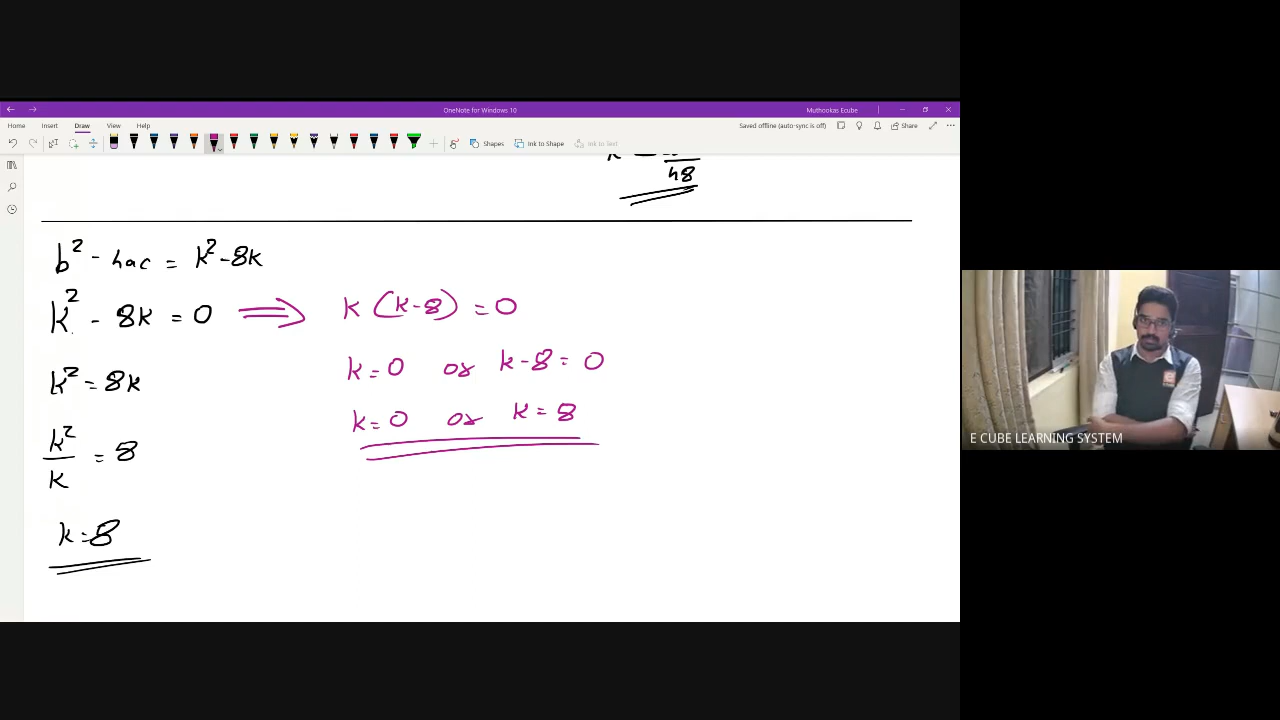 OneNote for Windows 10
Muthookas Ecube
Home Insert Draw View Help
Saved offline (auto-sync is off)
Share
Shapes
Ink to Shape
Ink to Text
48
b² - 4ac = k² - 8k
k² - 8k = 0 ⟹ k (k - 8) = 0
k² = 8k
k = 0 or k - 8 = 0
k = 0 or k = 8
k²/k = 8
k = 8
E CUBE LEARNING SYSTEM